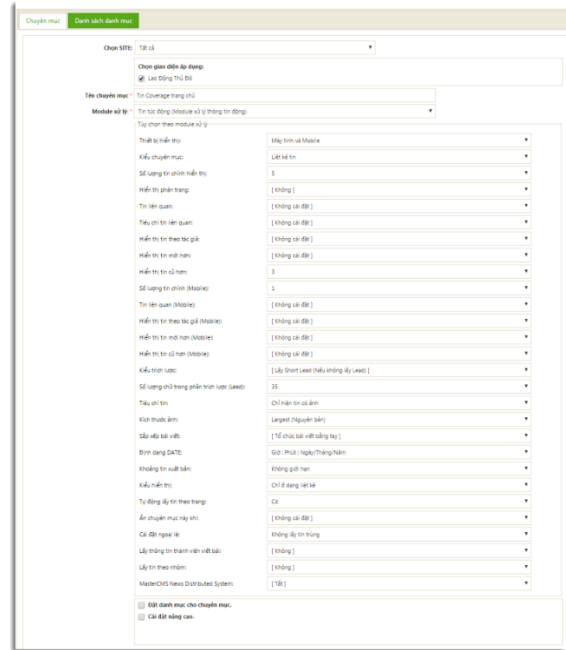 Chuyên mục Danh sách danh mục
Chọn SITE: Tất cả
Chọn giao diện áp dụng:
Lao Động Thủ Đô
Tên chuyên mục * Tin Coverage trang chủ
Module xử lý: * Tin tức động (Module xử lý thông tin động)
Tùy chọn theo module xử lý
Thiết bị hiển thị: Máy tính và Mobile
Kiểu chuyên mục: Liệt kê tin
Số lượng tin chính hiển thị: 5
Hiển thị phân trang: [ Không ]
Tin liên quan: [ Không cài đặt ]
Tiêu chí tin liên quan: [ Không cài đặt ]
Hiển thị tin theo tác giả: [ Không cài đặt ]
Hiển thị tin mới hơn: [ Không cài đặt ]
Hiển thị tin cũ hơn: 3
Số lượng tin chính (Mobile): 1
Tin liên quan (Mobile): [ Không cài đặt ]
Hiển thị tin theo tác giả (Mobile): [ Không cài đặt ]
Hiển thị tin mới hơn (Mobile): [ Không cài đặt ]
Hiển thị tin cũ hơn (Mobile): [ Không cài đặt ]
Kiểu trích lược: [ Lấy Short Lead (Nếu không lấy Lead) ]
Số lượng chữ trong phần trích lược (Lead): 35
Tiêu chí tin: Chỉ hiện tin có ảnh
Kích thước ảnh: Largest (Nguyên bản)
Sắp xếp bài viết: [ Tổ chức bài viết bằng tay ]
Định dạng DATE: Giờ : Phút | Ngày/Tháng/Năm
Khoảng tin xuất bản: Không giới hạn
Kiểu hiển thị: Chỉ ở dạng liệt kê
Tự động lấy tin theo trang: Có
Ẩn chuyên mục này khi: [ Không cài đặt ]
Cài đặt ngoại lệ: Không lấy tin trùng
Lấy thông tin thành viên viết bài: [ Không ]
Lấy tin theo nhóm: [ Không ]
MasterCMS News Distributed System: [ Tắt ]
Đặt danh mục cho chuyên mục.
Cài đặt nâng cao.